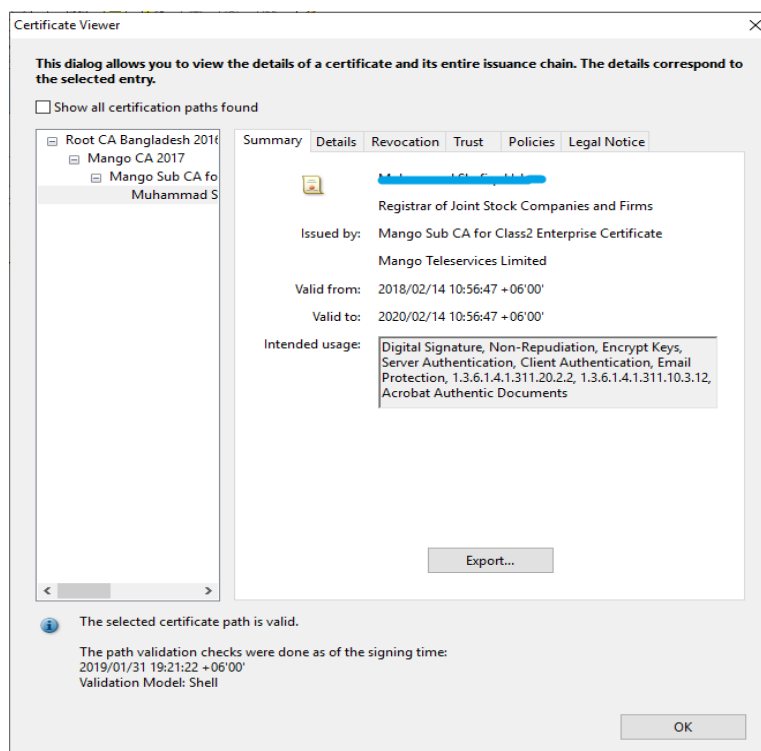 Certificate Viewer
This dialog allows you to view the details of a certificate and its entire issuance chain. The details correspond to
the selected entry.
Show all certification paths found
Root CA Bangladesh 2016
Mango CA 2017
Mango Sub CA fo
Muhammad S
Summary Details Revocation Trust Policies Legal Notice
Registrar of Joint Stock Companies and Firms
Issued by: Mango Sub CA for Class2 Enterprise Certificate
Mango Teleservices Limited
Valid from: 2018/02/14 10:56:47 +06'00'
Valid to: 2020/02/14 10:56:47 +06'00'
Intended usage: Digital Signature, Non-Repudiation, Encrypt Keys,
Server Authentication, Client Authentication, Email
Protection, 1.3.6.1.4.1.311.20.2.2, 1.3.6.1.4.1.311.10.3.12,
Acrobat Authentic Documents
Export...
The selected certificate path is valid.
The path validation checks were done as of the signing time:
2019/01/31 19:21:22 +06'00'
Validation Model: Shell
OK